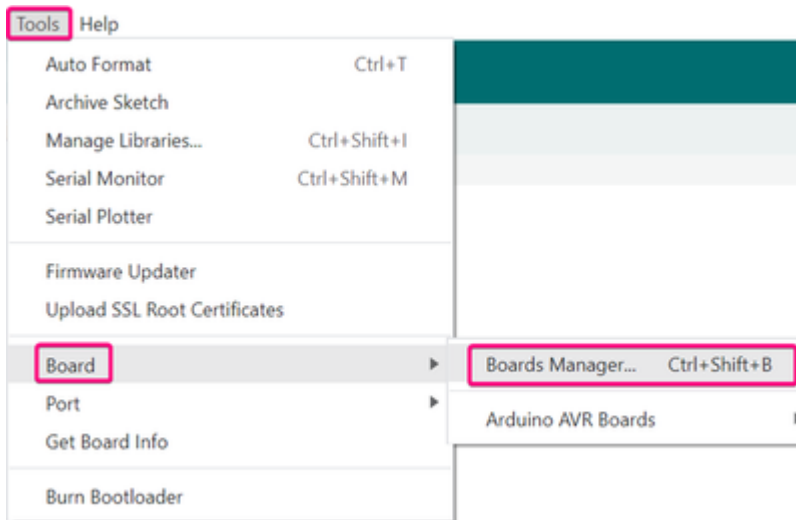 Tools Help
Auto Format Ctrl+T
Archive Sketch
Manage Libraries... Ctrl+Shift+I
Serial Monitor Ctrl+Shift+M
Serial Plotter
Firmware Updater
Upload SSL Root Certificates
Board
Boards Manager... Ctrl+Shift+B
Port
Arduino AVR Boards
Get Board Info
Burn Bootloader